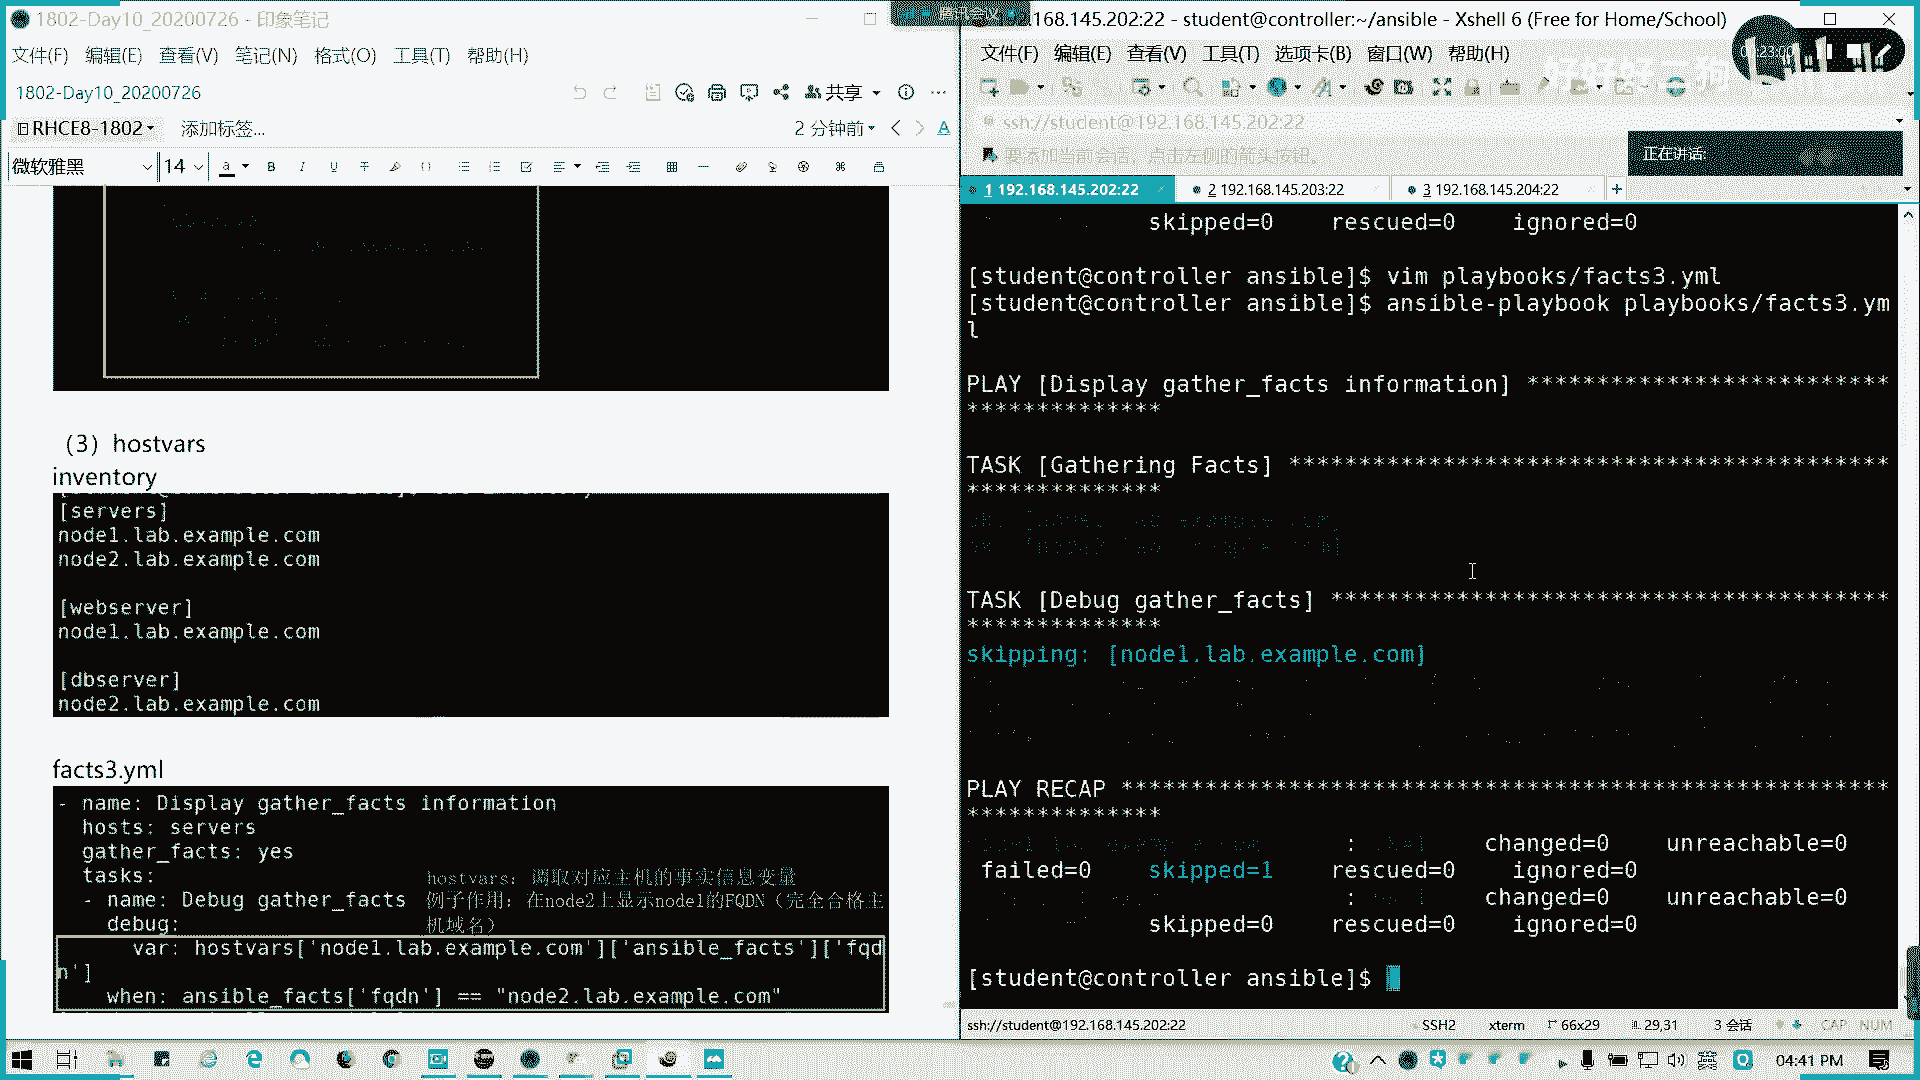 1802-Day10_20200726 - 印象笔记
文件(F) 编辑(E) 查看(V) 笔记(N) 格式(O) 工具(T) 帮助(H)
1802-Day10_20200726
共享
RHCE8-1802
添加标签...
2 分钟前
微软雅黑 14
（3）hostvars
inventory
[servers]
node1.lab.example.com
node2.lab.example.com
[webserver]
node1.lab.example.com
[dbserver]
node2.lab.example.com
facts3.yml
- name: Display gather_facts information
hosts: servers
gather_facts: yes
tasks:
- name: Debug gather_facts
debug:
var: hostvars['node1.lab.example.com']['ansible_facts']['fqd
n']
when: ansible_facts['fqdn'] == "node2.lab.example.com"
hostvars：调取对应主机的事实信息变量
例子作用：在node2上显示node1的FQDN（完全合格主
机域名）
腾讯会议
.168.145.202:22 - student@controller:~/ansible - Xshell 6 (Free for Home/School)
文件(F) 编辑(E) 查看(V) 工具(T) 选项卡(B) 窗口(W) 帮助(H)
好好好二狗
ssh://student@192.168.145.202:22
要添加当前会话，点击左侧的箭头按钮。
正在讲话:
1 192.168.145.202:22
2 192.168.145.203:22
3 192.168.145.204:22
skipped=0 rescued=0 ignored=0
[student@controller ansible]$ vim playbooks/facts3.yml
[student@controller ansible]$ ansible-playbook playbooks/facts3.ym
l
PLAY [Display gather_facts information] **************************
**************
TASK [Gathering Facts] *******************************************
**************
TASK [Debug gather_facts] ****************************************
**************
skipping: [node1.lab.example.com]
PLAY RECAP *******************************************************
**************
: changed=0 unreachable=0
failed=0 skipped=1 rescued=0 ignored=0
: changed=0 unreachable=0
skipped=0 rescued=0 ignored=0
[student@controller ansible]$
ssh://student@192.168.145.202:22
SSH2 xterm 66x29 29,31 3 会话 CAP NUM
04:41 PM